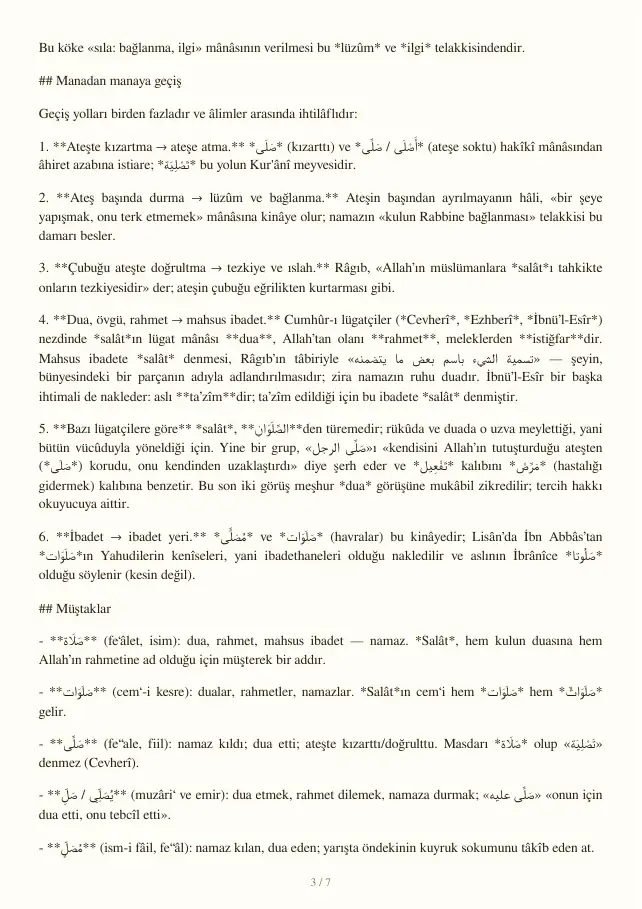 Bu köke «sıla: bağlanma, ilgi» mânâsının verilmesi bu *lüzûm* ve *ilgi* telakkisindendir.
## Manadan manaya geçiş
Geçiş yolları birden fazladır ve âlimler arasında ihtilâflıdır:
1. **Ateşte kızartma → ateşe atma.** *صَلَى* (kızarttı) ve *أَصْلَى / صَلَّى* (ateşe soktu) hakîkî mânâsından
âhiret azabına istiare; *تَصْلِيَة* bu yolun Kur'ânî meyvesidir.
2. **Ateş başında durma → lüzûm ve bağlanma.** Ateşin başından ayrılmayanın hâli, «bir şeye
yapışmak, onu terk etmemek» mânâsına kinâye olur; namazın «kulun Rabbine bağlanması» telakkisi bu
damarı besler.
3. **Çubuğu ateşte doğrultma → tezkiye ve ıslah.** Râgıb, «Allah’ın müslümanlara *salât*ı tahkikte
onların tezkiyesidir» der; ateşin çubuğu eğrilikten kurtarması gibi.
4. **Dua, övgü, rahmet → mahsus ibadet.** Cumhûr-ı lügatçiler (*Cevherî*, *Ezherî*, *İbnü’l-Esîr*)
nezdinde *salât*ın lügat mânâsı **dua**, Allah’tan olanı **rahmet**, meleklerden **istiğfar**dir.
Mahsus ibadete *salât* denmesi, Râgıb’ın tâbiriyle «تسمية الشيء باسم بعض ما يتضمنه» — şeyin,
bünyesindeki bir parçanın adıyla adlandırılmasıdır; zira namazın ruhu duadır. İbnü’l-Esîr bir başka
ihtimali de nakleder: aslı **ta’zîm**dir; ta’zîm edildiği için bu ibadete *salât* denmiştir.
5. **Bazı lügatçilere göre** *salât*, **الصَّلَوَان**den türemedir; rükûda ve duada o uzva meylettiği, yani
bütün vücûduyla yöneldiği için. Yine bir grup, «صَلَّى الرجل»ı «kendisini Allah’ın tutuşturduğu ateşten
(*صَلَى*) korudu, onu kendinden uzaklaştırdı» diye şerh eder ve *تَفْعِيل* kalıbını *مَرَّضَ* (hastalığı
gidermek) kalıbına benzetir. Bu son iki görüş meşhur *dua* görüşüne mukâbil zikredilir; tercih hakkı
okuyucuya aittir.
6. **İbadet → ibadet yeri.** *مُصَلًّى* ve *صَلَوَات* (havralar) bu kinâyedir; Lisân’da İbn Abbâs’tan
*صَلَوَات*ın Yahudilerin kenîseleri, yani ibadethaneleri olduğu nakledilir ve aslının İbrânîce *صَلُوتا*
olduğu söylenir (kesin değil).
## Müştaklar
- **صَلَاة** (fe‘âlet, isim): dua, rahmet, mahsus ibadet — namaz. *Salât*, hem kulun duasına hem
Allah’ın rahmetine ad olduğu için müşterek bir addır.
- **صَلَوَات** (cem‘-i kesre): dualar, rahmetler, namazlar. *Salât*ın cem‘i hem *صَلَوَات* hem *صَلَوَاتٌ*
gelir.
- **صَلَّى** (fe“ale, fiil): namaz kıldı; dua etti; ateşte kızarttı/doğrulttu. Masdarı *صَلَاة* olup «تَصْلِيَة»
denmez (Cevherî).
- **يُصَلِّي / صَلِّ** (muzâri‘ ve emir): dua etmek, rahmet dilemek, namaza durmak; «صَلَّى عليه» «onun için
dua etti, onu tebcîl etti».
- **مُصَلٍّ** (ism-i fâil, fe“âl): namaz kılan, dua eden; yarışta öndekinin kuyruk sokumunu tâkîb eden at.
3 / 7